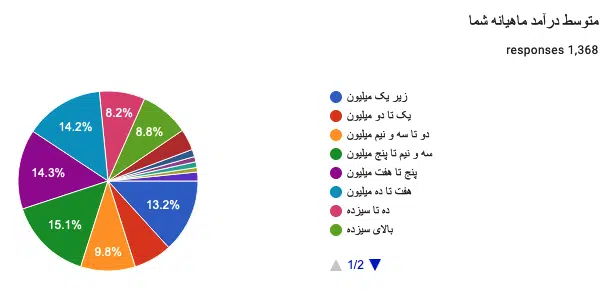 متوسط درآمد ماهیانه شما
1,368 responses
زیر یک میلیون
یک تا دو میلیون
دو تا سه و نیم میلیون
سه و نیم تا پنج میلیون
پنج تا هفت میلیون
هفت تا ده میلیون
ده تا سیزده
بالای سیزده
1/2
8.2%
8.8%
14.2%
14.3%
13.2%
15.1%
9.8%